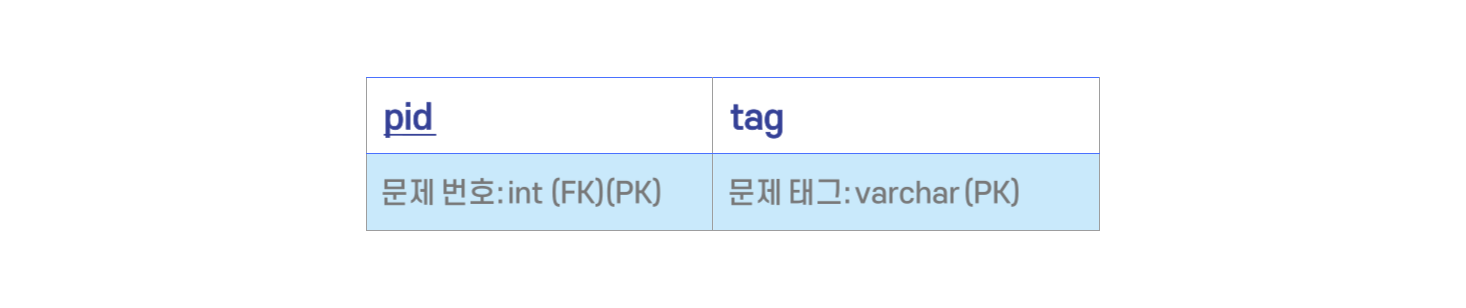 pid
tag
문제 번호: int (FK)(PK)
문제 태그: varchar (PK)